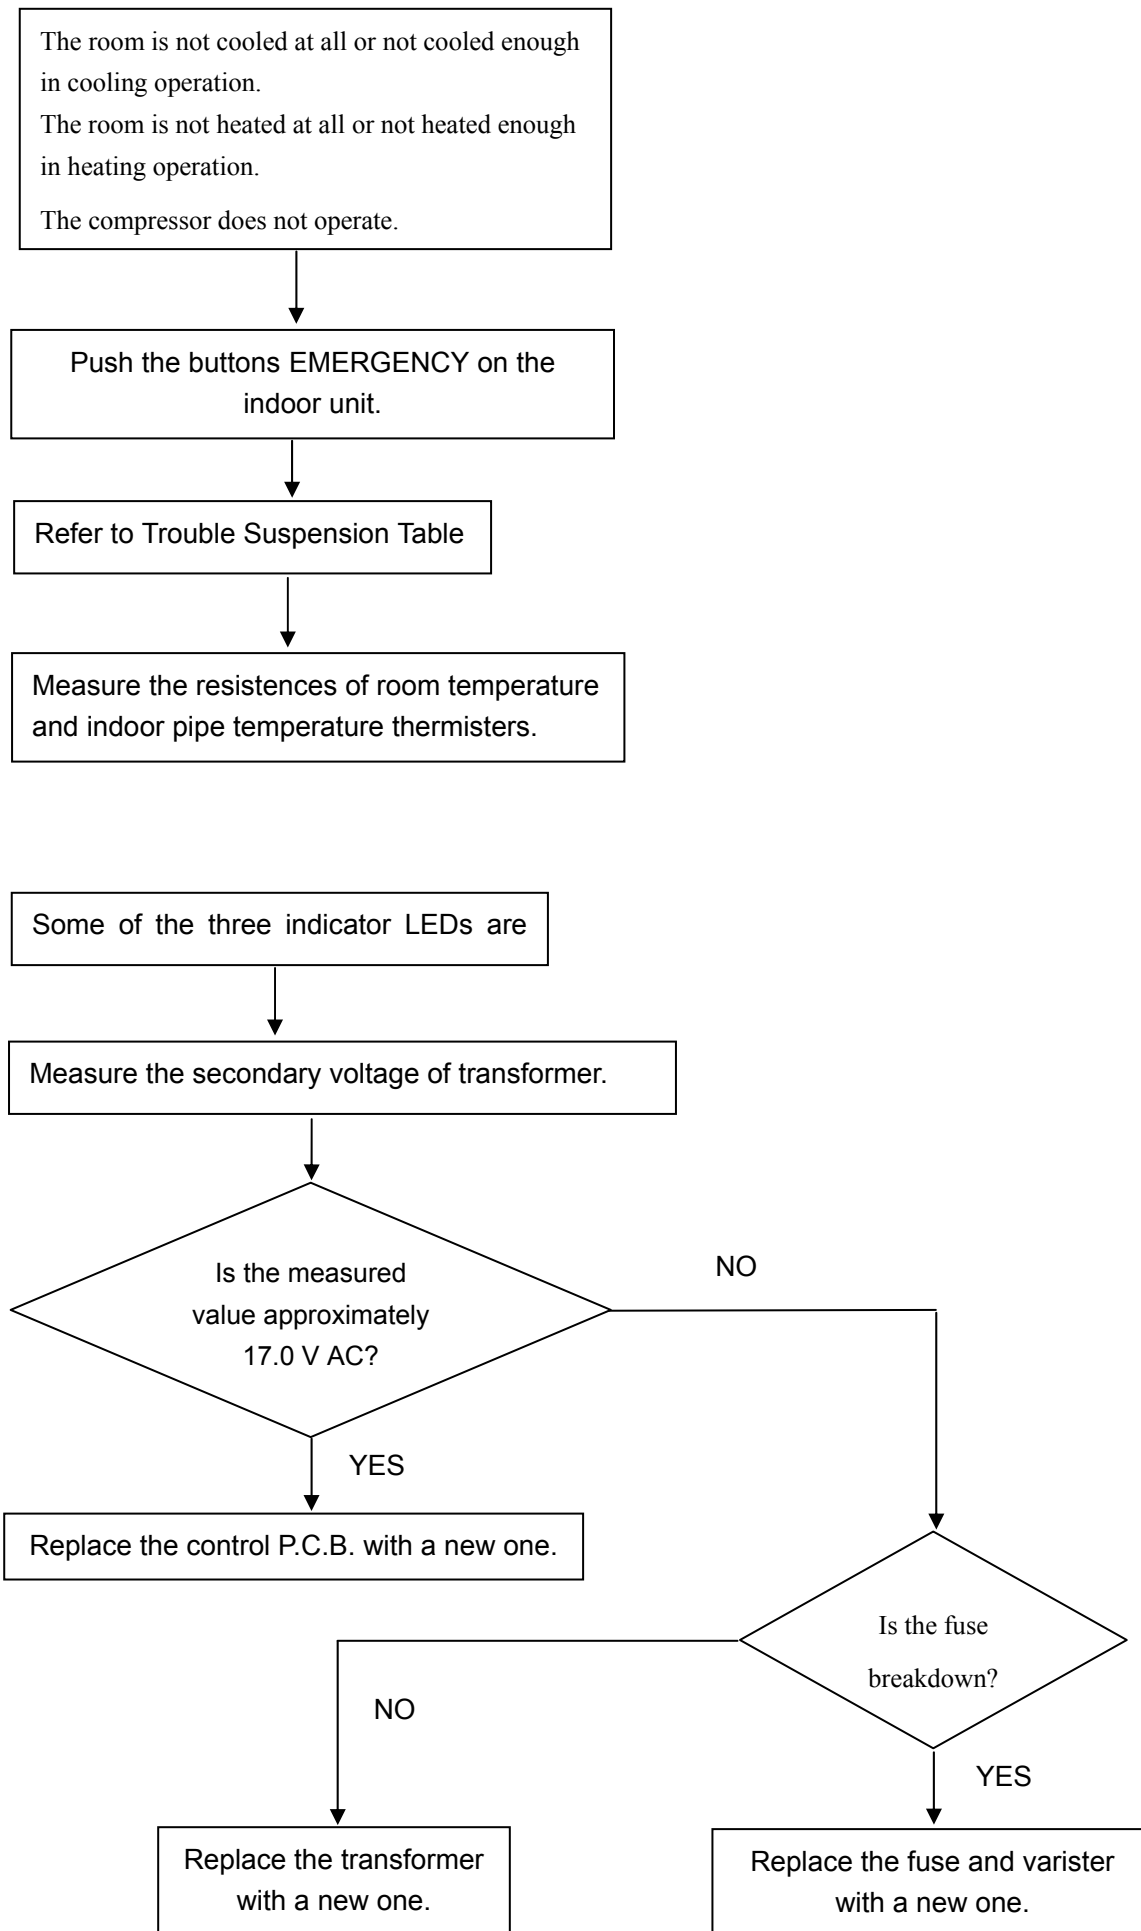 The room is not cooled at all or not cooled enough
in cooling operation.
The room is not heated at all or not heated enough
in heating operation.
The compressor does not operate.
Push the buttons EMERGENCY on the
indoor unit.
Refer to Trouble Suspension Table
Measure the resistences of room temperature
and indoor pipe temperature thermisters.
Some of the three indicator LEDs are
Measure the secondary voltage of transformer.
Is the measured
value approximately
17.0 V AC?
NO
YES
Replace the control P.C.B. with a new one.
Is the fuse
breakdown?
NO
YES
Replace the transformer
with a new one.
Replace the fuse and varister
with a new one.